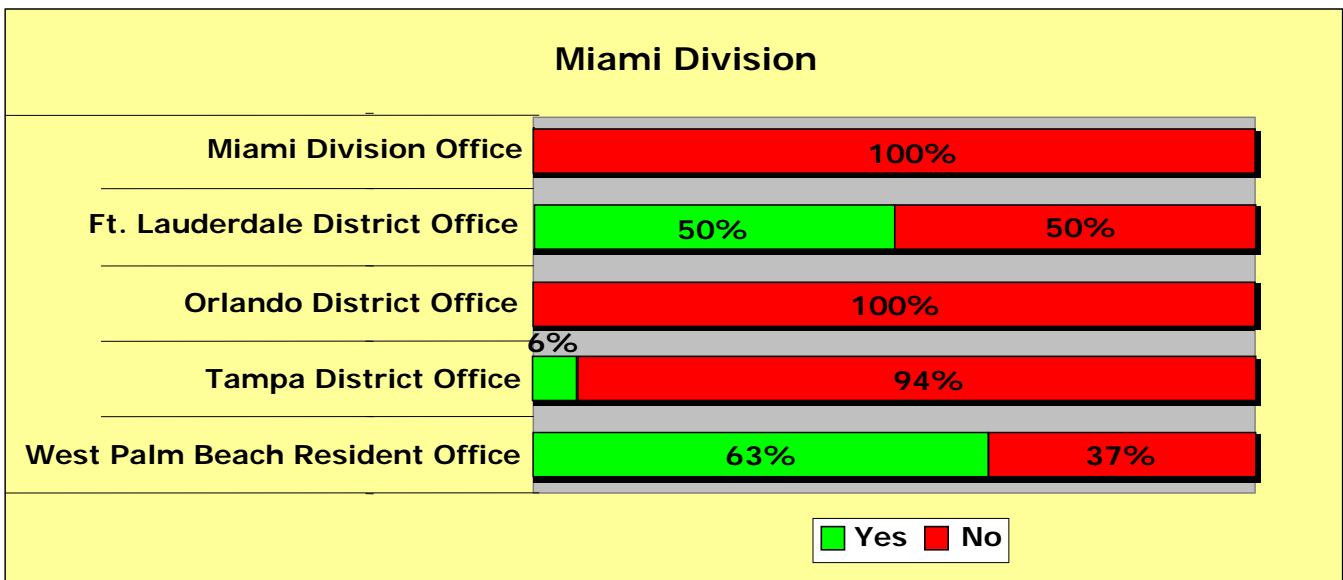 Miami Division
Miami Division Office
100%
Ft. Lauderdale District Office
50% 50%
Orlando District Office
100%
6%
Tampa District Office
94%
West Palm Beach Resident Office
63% 37%
Yes No